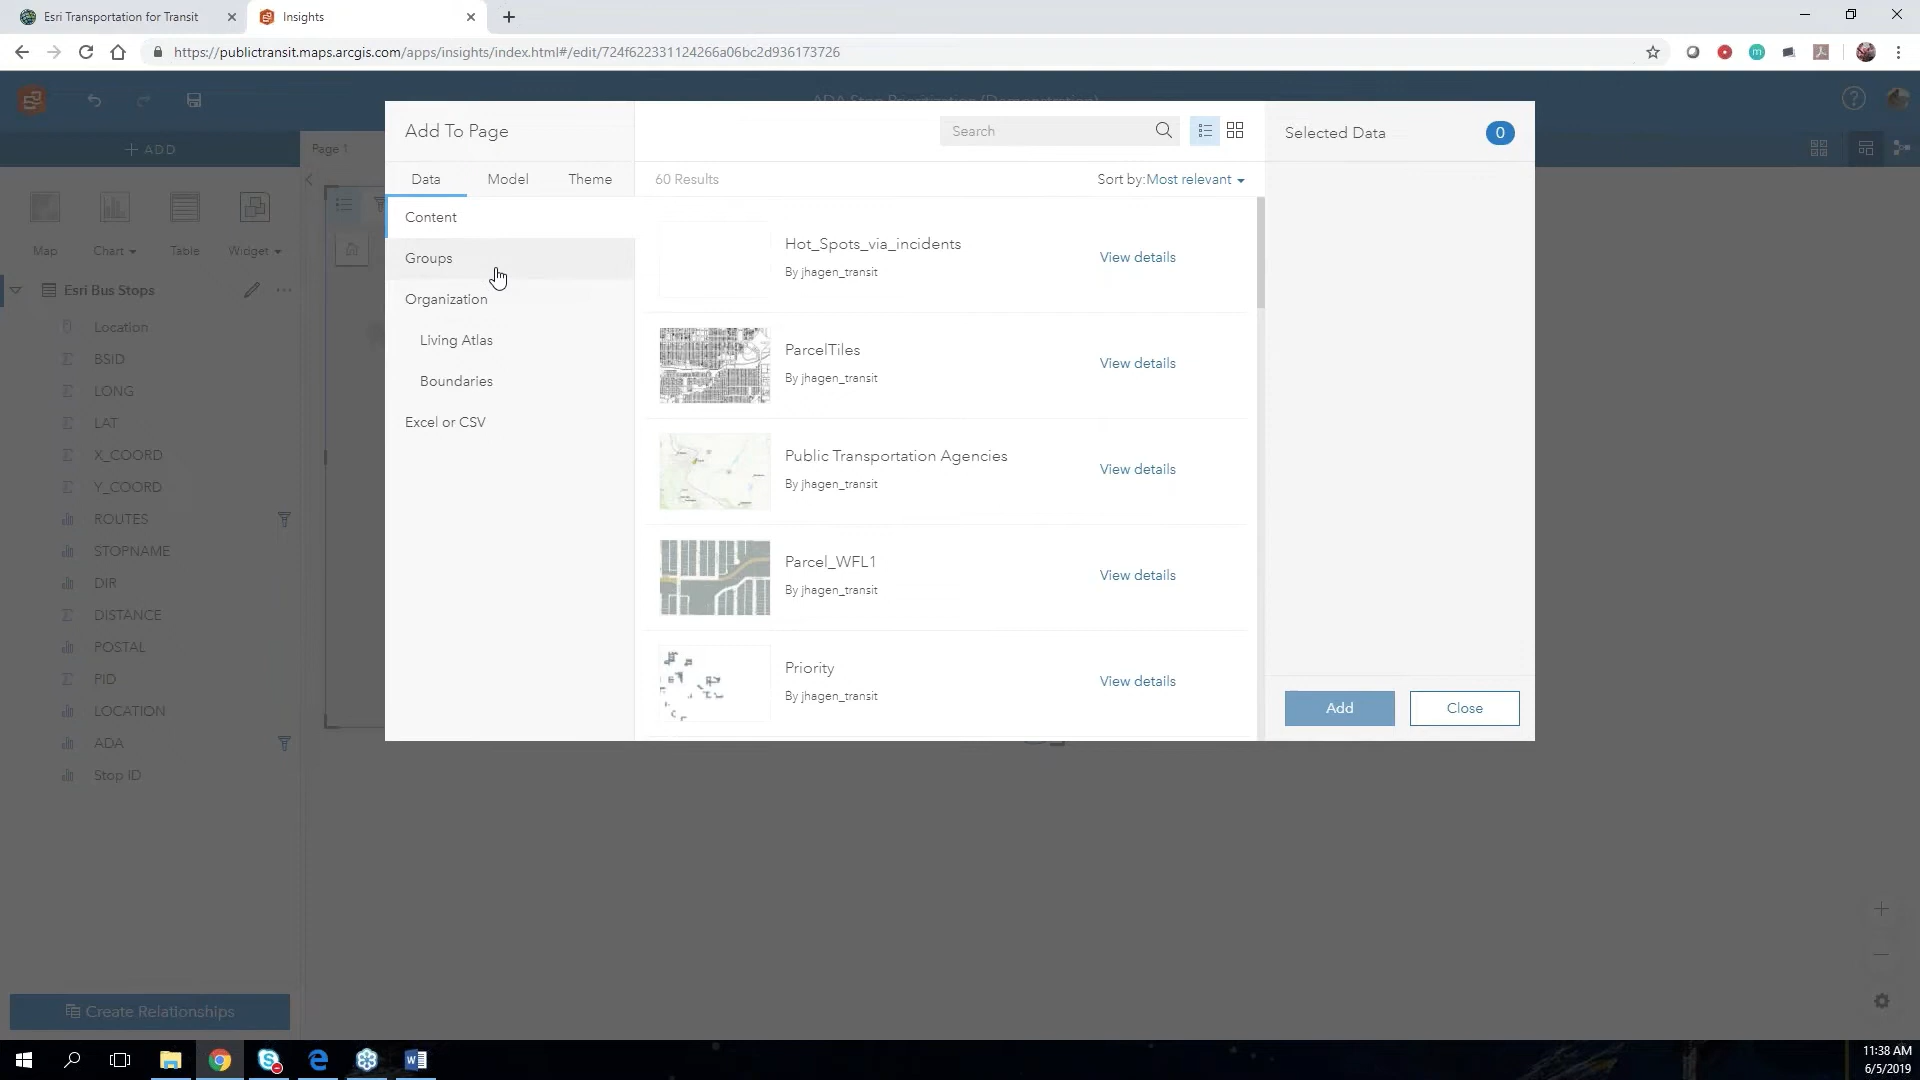 Esri Transportation for Transit
Insights
https://publictransit.maps.arcgis.com/apps/insights/index.html#/edit/724f622331124266a06bc2d936173726
ADA Stop Prioritization (Demonstration)
ADD
Page 1
Map
Chart
Table
Widget
Esri Bus Stops
Location
BSID
LONG
LAT
X_COORD
Y_COORD
ROUTES
STOPNAME
DIR
DISTANCE
POSTAL
PID
LOCATION
ADA
Stop ID
Create Relationships
Add To Page
Search
Data
Model
Theme
60 Results
Sort by:Most relevant
Content
Groups
Organization
Living Atlas
Boundaries
Excel or CSV
Hot_Spots_via_incidents
By jhagen_transit
View details
ParcelTiles
By jhagen_transit
View details
Public Transportation Agencies
By jhagen_transit
View details
Parcel_WFL1
By jhagen_transit
View details
Priority
By jhagen_transit
View details
Selected Data
0
Add
Close
11:38 AM
6/5/2019